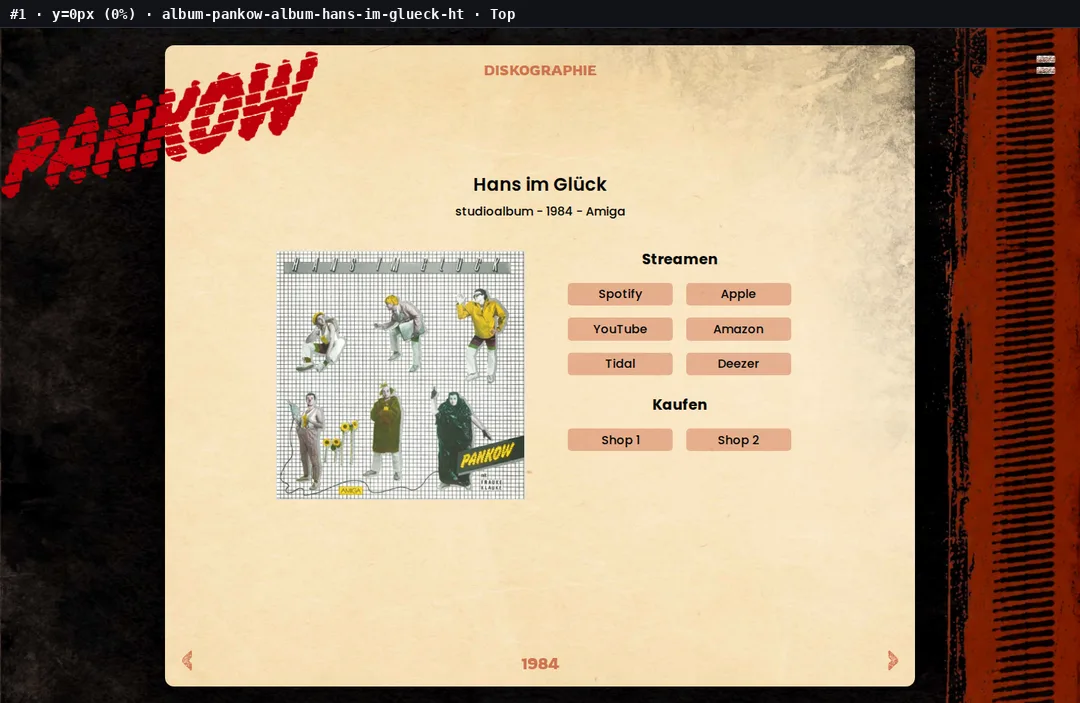 #1 · y=0px (0%) · album-pankow-album-hans-im-glueck-ht · Top
PANKOW
DISKOGRAPHIE
Hans im Glück
studioalbum - 1984 - Amiga
HANS IM GLÜCK
PANKOW
AMIGA
Streamen
Spotify Apple
YouTube Amazon
Tidal Deezer
Kaufen
Shop 1 Shop 2
1984